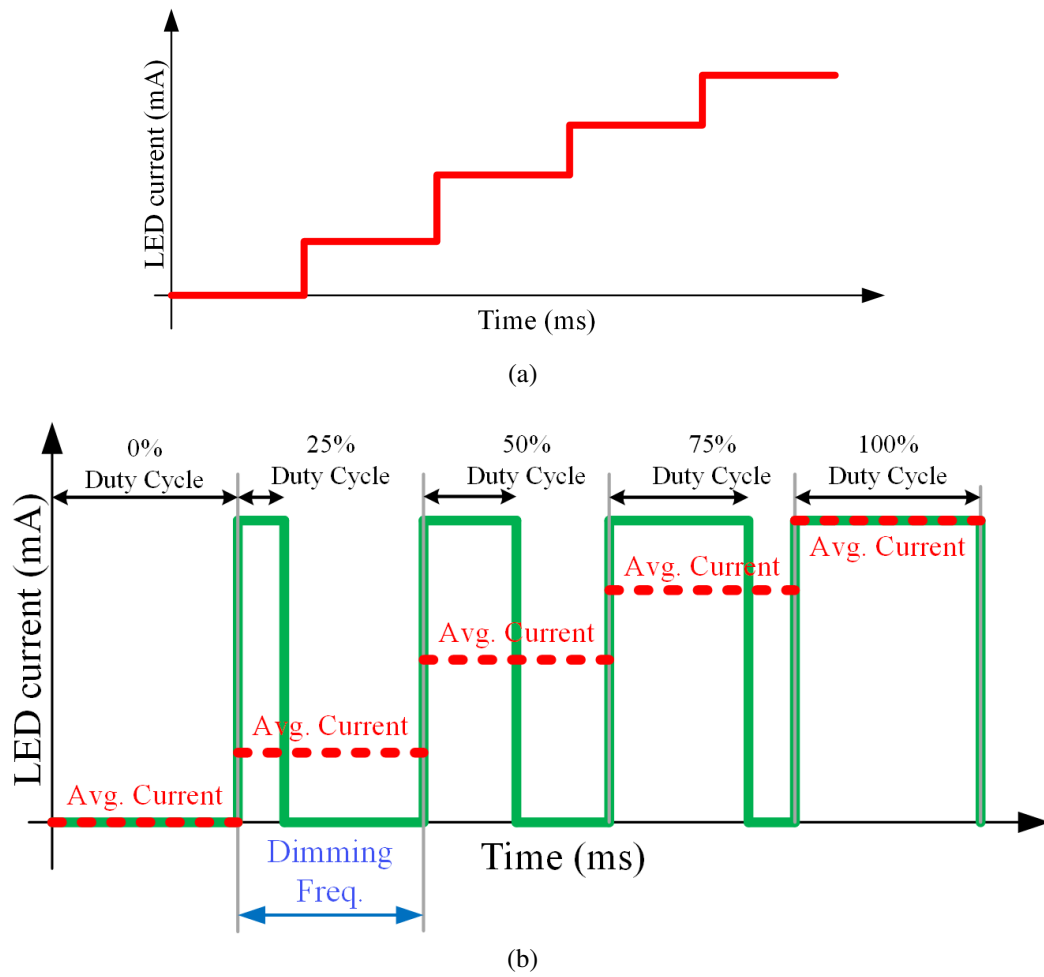 LED current (mA)
Time (ms)
(a)
0%
Duty Cycle
25%
Duty Cycle
50%
Duty Cycle
75%
Duty Cycle
100%
Duty Cycle
LED current (mA)
Avg. Current
Avg. Current
Avg. Current
Avg. Current
Avg. Current
Time (ms)
Dimming
Freq.
(b)